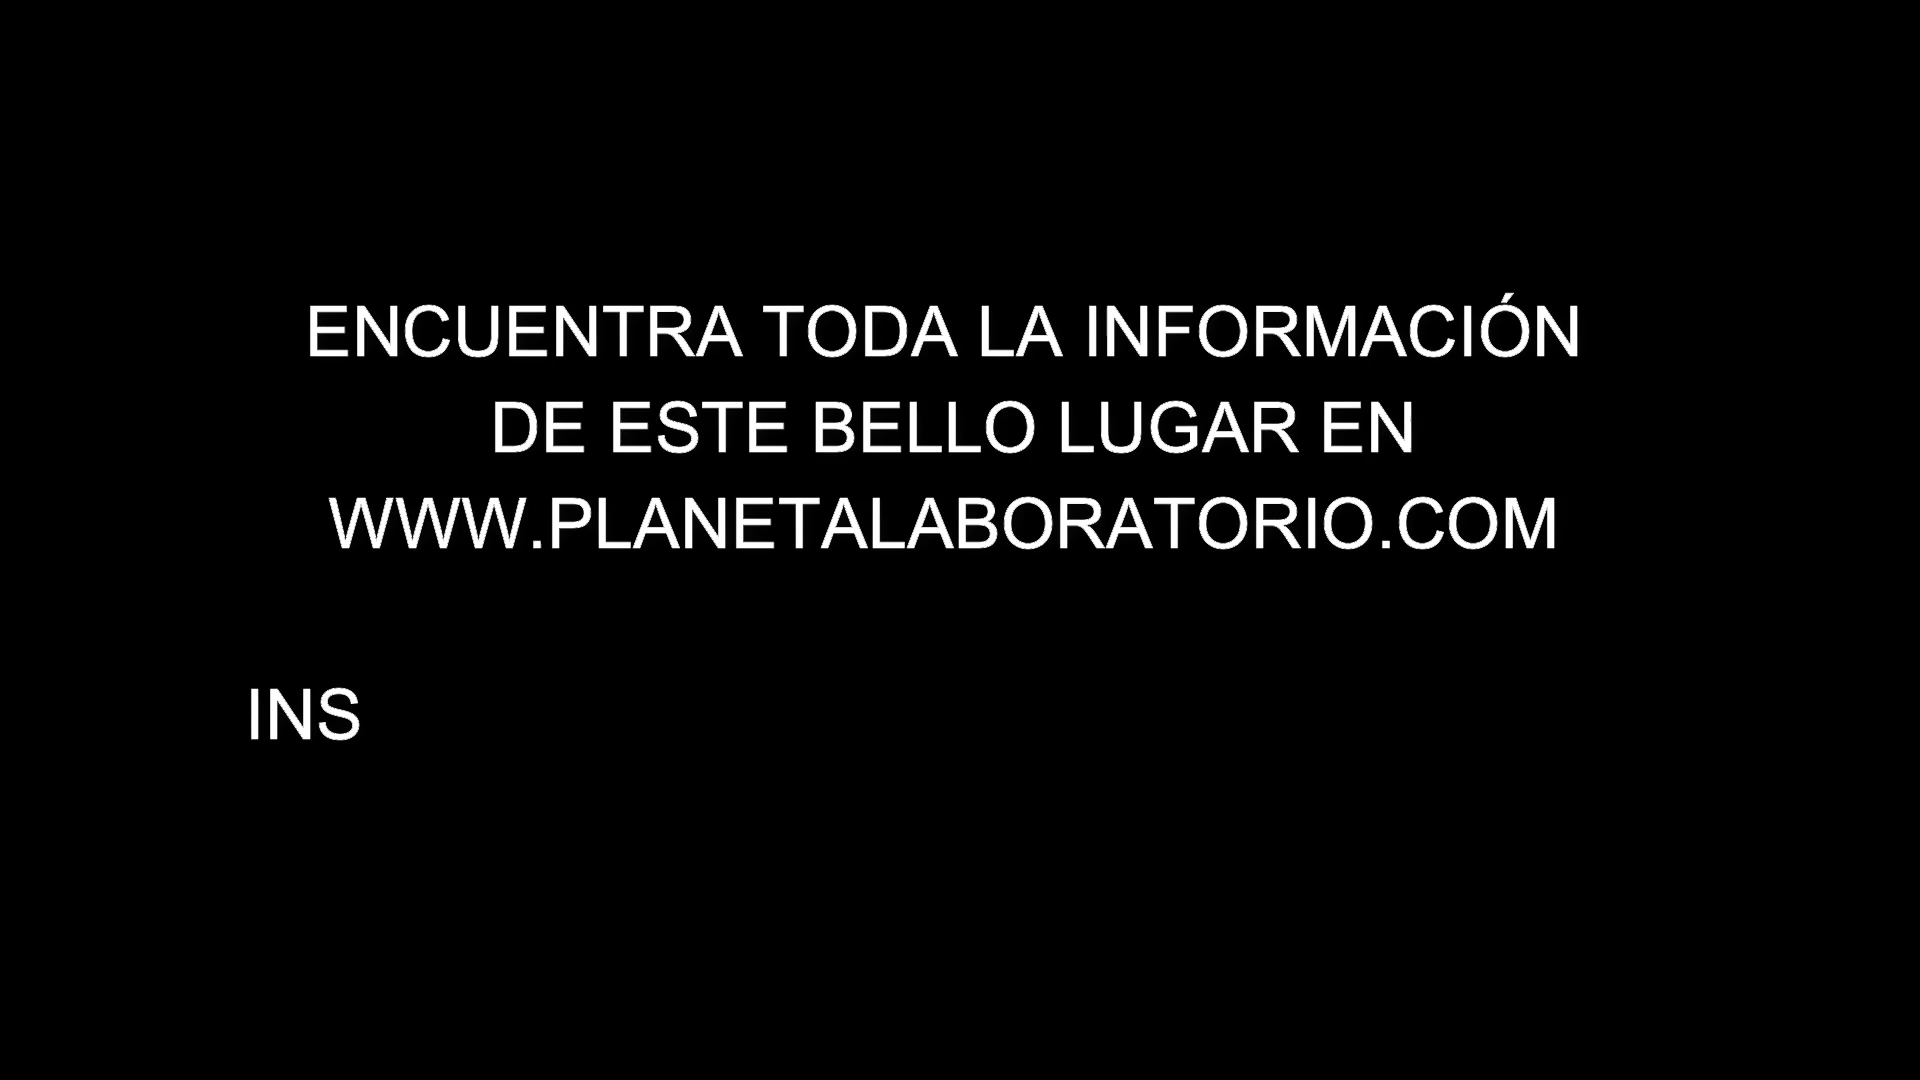 ENCUENTRA TODA LA INFORMACIÓN
DE ESTE BELLO LUGAR EN
WWW.PLANETALABORATORIO.COM
INS